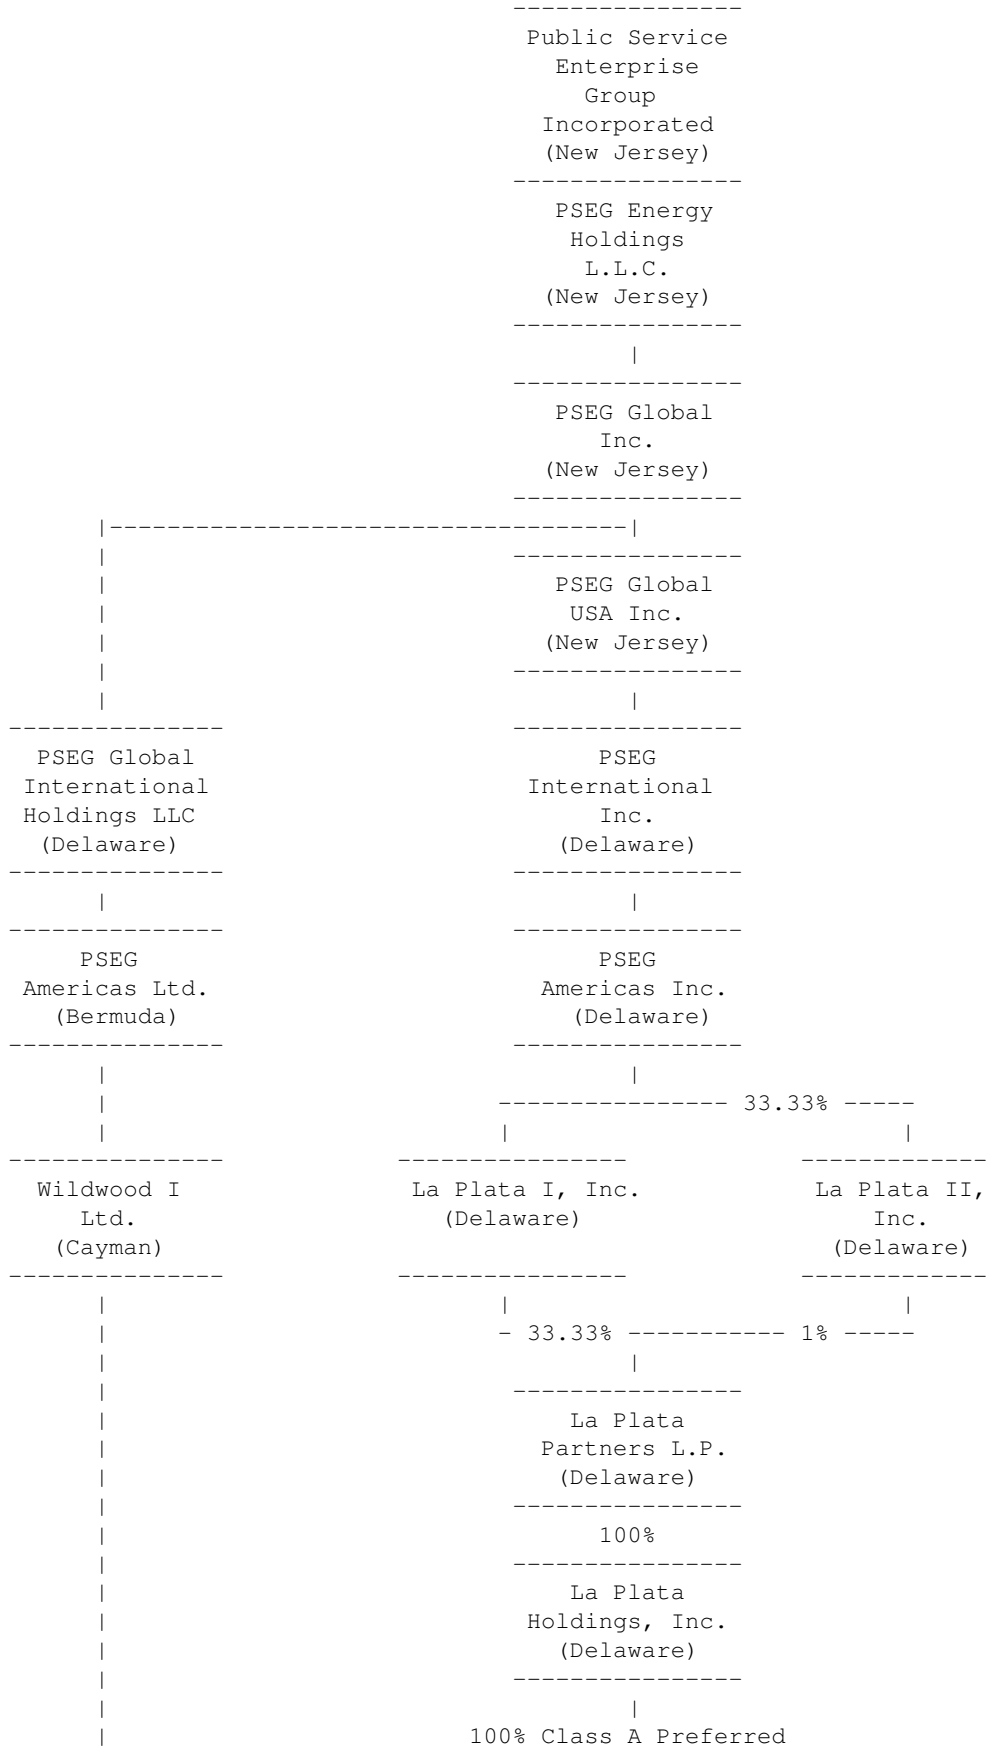 ----------------
Public Service
Enterprise
Group
Incorporated
(New Jersey)
----------------
PSEG Energy
Holdings
L.L.C.
(New Jersey)
----------------
|
----------------
PSEG Global
Inc.
(New Jersey)
----------------
|------------------------------------|
| ----------------
| PSEG Global
| USA Inc.
| (New Jersey)
| ----------------
| |
--------------- ----------------
PSEG Global PSEG
International International
Holdings LLC Inc.
(Delaware) (Delaware)
--------------- ----------------
| |
--------------- ----------------
PSEG PSEG
Americas Ltd. Americas Inc.
(Bermuda) (Delaware)
--------------- ----------------
| |
| ---------------- 33.33% -----
| | |
--------------- ---------------- -------------
Wildwood I La Plata I, Inc. La Plata II,
Ltd. (Delaware) Inc.
(Cayman) (Delaware)
--------------- ---------------- -------------
| | |
| - 33.33% ----------- 1% -----
| |
| ----------------
| La Plata
| Partners L.P.
| (Delaware)
| ----------------
| 100%
| ----------------
| La Plata
| Holdings, Inc.
| (Delaware)
| ----------------
| |
| 100% Class A Preferred